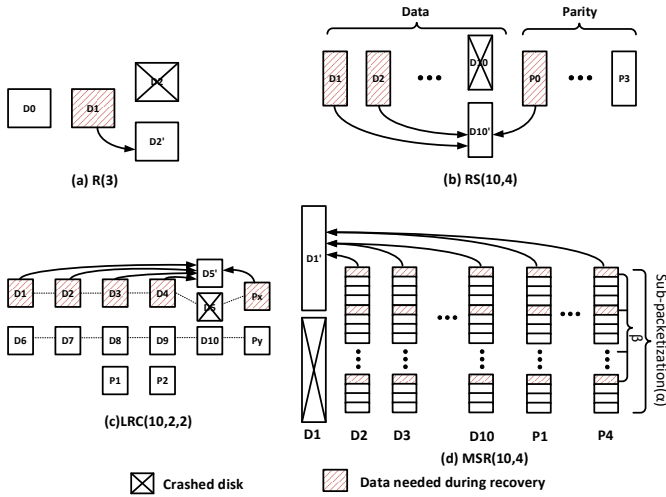 D0
D1
D2
D2'
(a) R(3)
Data
Parity
D1
D2
•••
D10
P0
•••
P3
D10'
(b) RS(10,4)
D5'
D1
D2
D3
D4
D5
Px
D6
D7
D8
D9
D10
Py
P1
P2
(c)LRC(10,2,2)
D1'
•••
•••
β
Sub-packetization(α)
D1
D2
D3
D10
P1
P4
(d) MSR(10,4)
Crashed disk
Data needed during recovery